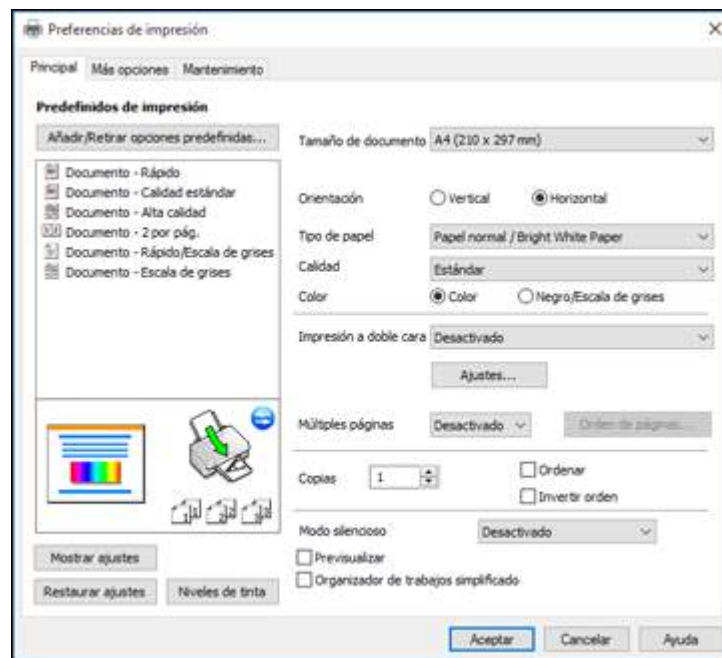 Preferencias de impresión
Principal Más opciones Mantenimiento
Predefinidos de impresión
Añadir/Retirar opciones predefinidas...
Documento - Rápido
Documento - Calidad estándar
Documento - Alta calidad
Documento - 2 por pág.
Documento - Rápido/Escala de grises
Documento - Escala de grises
Mostrar ajustes
Restaurar ajustes Niveles de tinta
Tamaño de documento A4 (210 x 297 mm)
Orientación Vertical Horizontal
Tipo de papel Papel normal / Bright White Paper
Calidad Estándar
Color Color Negro/Escala de grises
Impresión a doble cara Desactivado
Ajustes...
Múltiples páginas Desactivado Orden de páginas...
Copias 1 Ordenar
Invertir orden
Modo silencioso Desactivado
Previsualizar
Organizador de trabajos simplificado
Aceptar Cancelar Ayuda